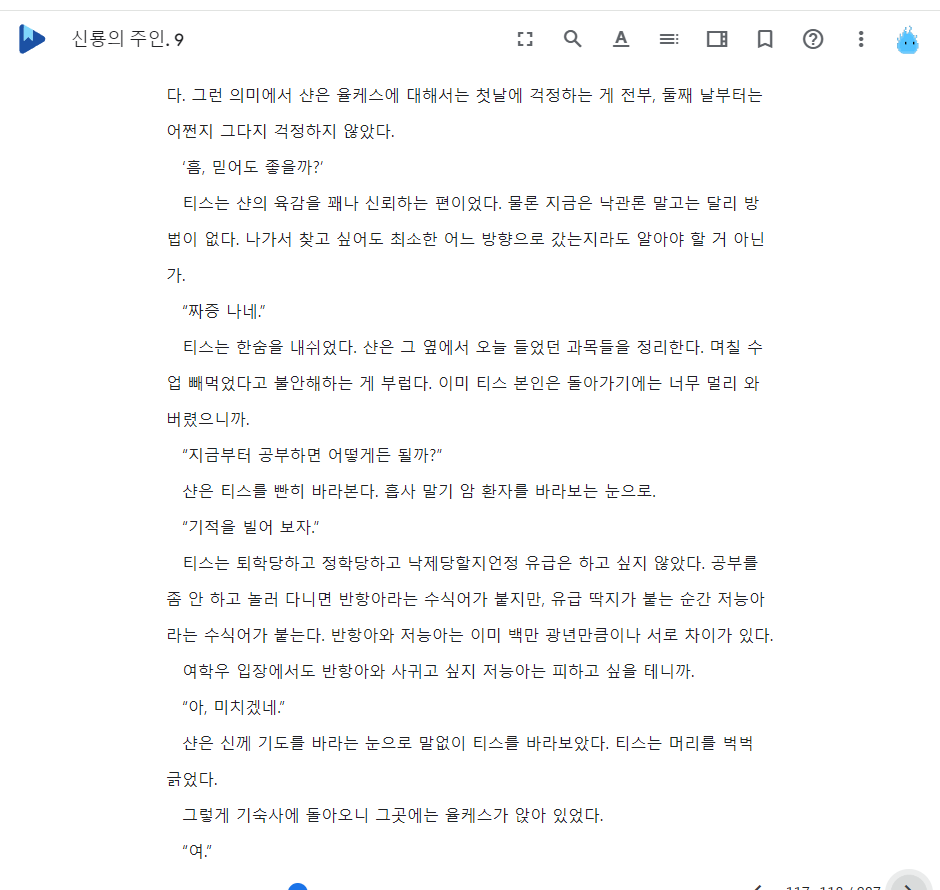 신룡의 주인. 9
다. 그런 의미에서 샨은 율케스에 대해서는 첫날에 걱정하는 게 전부, 둘째 날부터는
어쩐지 그다지 걱정하지 않았다.
‘흠, 믿어도 좋을까?’
티스는 샨의 육감을 꽤나 신뢰하는 편이었다. 물론 지금은 낙관론 말고는 달리 방
법이 없다. 나가서 찾고 싶어도 최소한 어느 방향으로 갔는지라도 알아야 할 거 아닌
가.
“짜증 나네.”
티스는 한숨을 내쉬었다. 샨은 그 옆에서 오늘 들었던 과목들을 정리한다. 며칠 수
업 빼먹었다고 불안해하는 게 부럽다. 이미 티스 본인은 돌아가기에는 너무 멀리 와
버렸으니까.
“지금부터 공부하면 어떻게든 될까?”
샨은 티스를 빤히 바라본다. 흡사 말기 암 환자를 바라보는 눈으로.
“기적을 빌어 보자.”
티스는 퇴학당하고 정학당하고 낙제당할지언정 유급은 하고 싶지 않았다. 공부를
좀 안 하고 놀러 다니면 반항아라는 수식어가 붙지만, 유급 딱지가 붙는 순간 저능아
라는 수식어가 붙는다. 반항아와 저능아는 이미 백만 광년만큼이나 서로 차이가 있다.
여학우 입장에서도 반항아와 사귀고 싶지 저능아는 피하고 싶을 테니까.
“아, 미치겠네.”
샨은 신께 기도를 바라는 눈으로 말없이 티스를 바라보았다. 티스는 머리를 벅벅
긁었다.
그렇게 기숙사에 돌아오니 그곳에는 율케스가 앉아 있었다.
“여.”